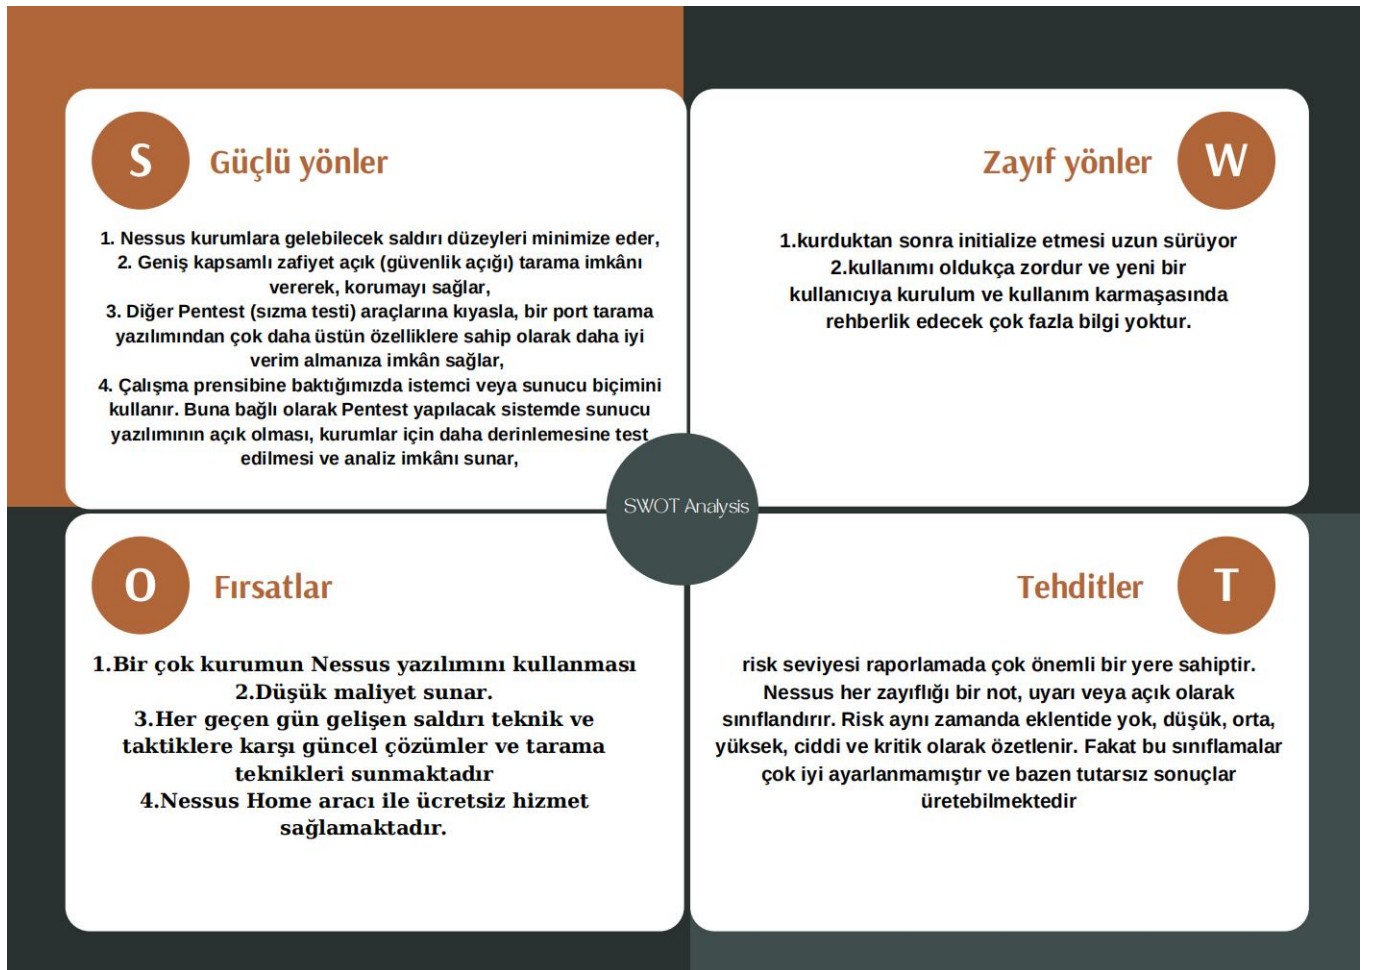 S
Güçlü yönler
1. Nessus kurumlara gelebilecek saldırı düzeyleri minimize eder,
2. Geniş kapsamlı zafiyet açık (güvenlik açığı) tarama imkânı
vererek, korumayı sağlar,
3. Diğer Pentest (sızma testi) araçlarına kıyasla, bir port tarama
yazılımından çok daha üstün özelliklere sahip olarak daha iyi
verim almanıza imkân sağlar,
4. Çalışma prensibine baktığımızda istemci veya sunucu biçimini
kullanır. Buna bağlı olarak Pentest yapılacak sistemde sunucu
yazılımının açık olması, kurumlar için daha derinlemesine test
edilmesi ve analiz imkânı sunar,
Zayıf yönler
W
1.kurduktan sonra initialize etmesi uzun sürüyor
2.kullanımı oldukça zordur ve yeni bir
kullanıcıya kurulum ve kullanım karmaşasında
rehberlik edecek çok fazla bilgi yoktur.
SWOT Analysis
O
Fırsatlar
1.Bir çok kurumun Nessus yazılımını kullanması
2.Düşük maliyet sunar.
3.Her geçen gün gelişen saldırı teknik ve
taktiklere karşı güncel çözümler ve tarama
teknikleri sunmaktadır
4.Nessus Home aracı ile ücretsiz hizmet
sağlamaktadır.
Tehditler
T
risk seviyesi raporlamada çok önemli bir yere sahiptir.
Nessus her zayıflığı bir not, uyarı veya açık olarak
sınıflandırır. Risk aynı zamanda eklentide yok, düşük, orta,
yüksek, ciddi ve kritik olarak özetlenir. Fakat bu sınıflamalar
çok iyi ayarlanmamıştır ve bazen tutarsız sonuçlar
üretebilmektedir